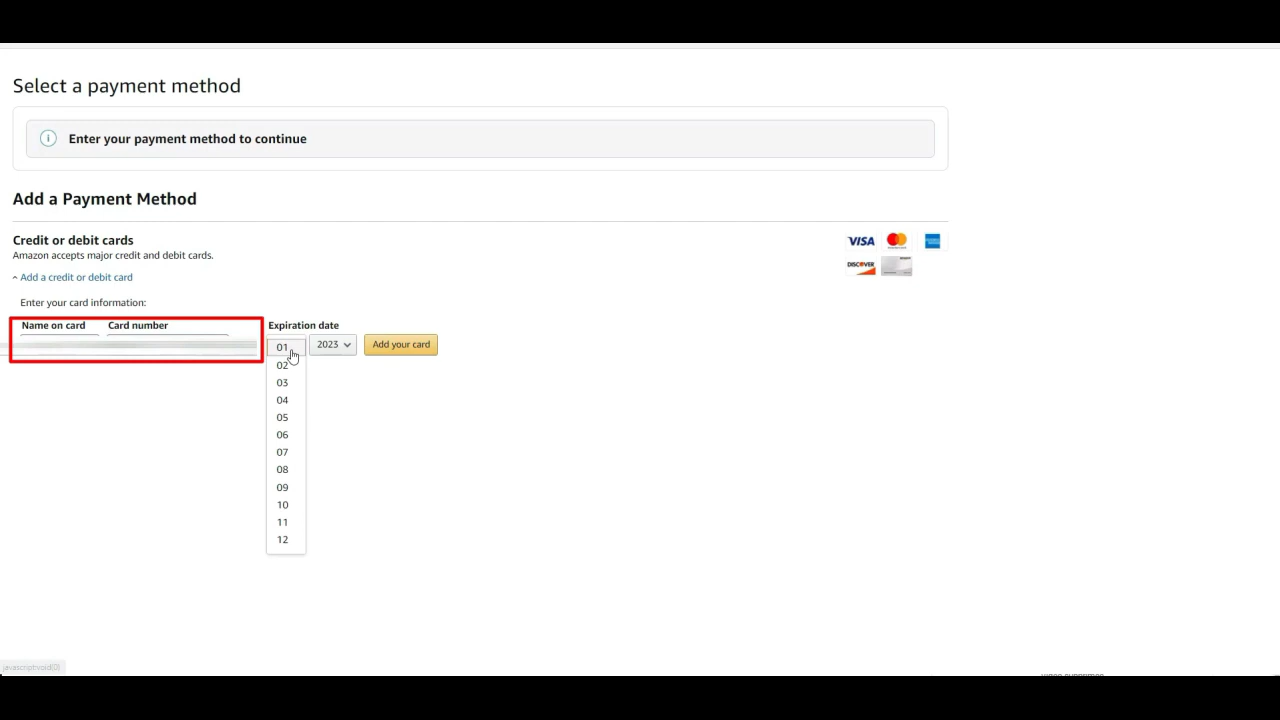 Select a payment method
Enter your payment method to continue
Add a Payment Method
Credit or debit cards
Amazon accepts major credit and debit cards.
VISA
DISCOVER
Add a credit or debit card
Enter your card information:
Name on card Card number Expiration date
01 2023 Add your card
02
03
04
05
06
07
08
09
10
11
12
javascript:void(0)